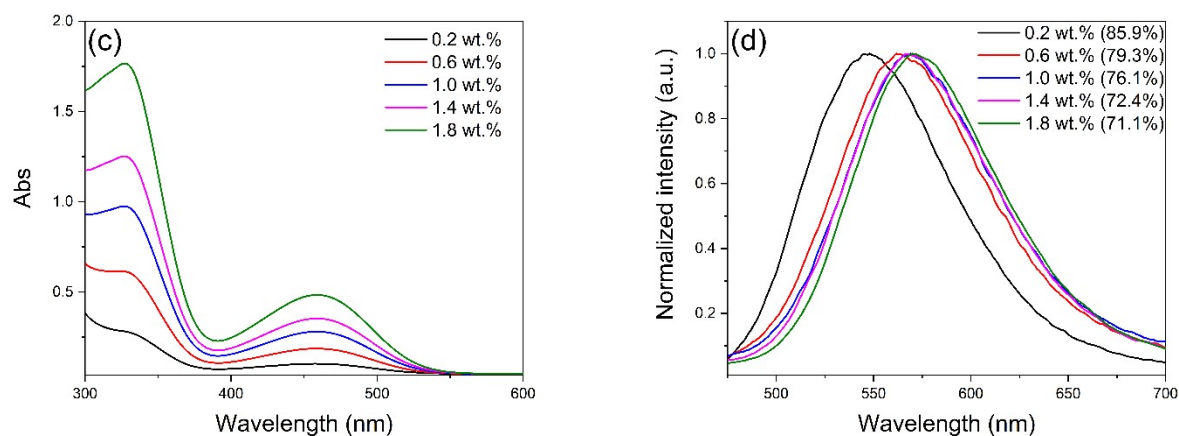 (c)
0.2 wt.%
0.6 wt.%
1.0 wt.%
1.4 wt.%
1.8 wt.%
2.0
1.5
1.0
0.5
Abs
300
400
500
600
Wavelength (nm)
(d)
0.2 wt.% (85.9%)
0.6 wt.% (79.3%)
1.0 wt.% (76.1%)
1.4 wt.% (72.4%)
1.8 wt.% (71.1%)
1.0
0.8
0.6
0.4
0.2
Normalized intensity (a.u.)
500
550
600
650
700
Wavelength (nm)